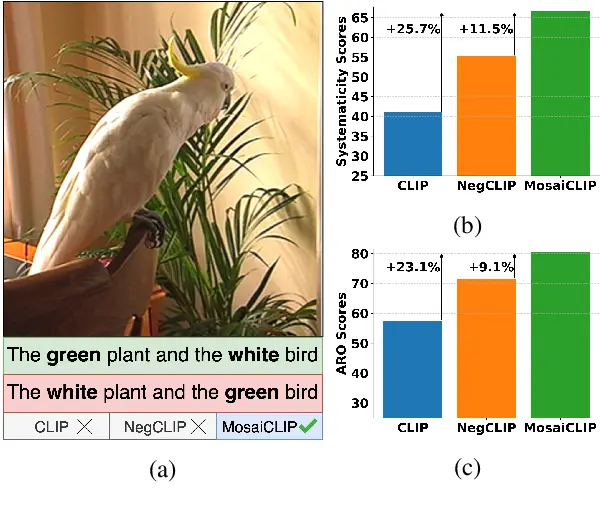 The green plant and the white bird
The white plant and the green bird
CLIP ✕ NegCLIP ✕ MosaiCLIP ✓
(a)
Systematicity Scores
65
60
55
50
45
40
35
30
25
+25.7% +11.5%
CLIP NegCLIP MosaiCLIP
(b)
ARO Scores
80
70
60
50
40
30
+23.1% +9.1%
CLIP NegCLIP MosaiCLIP
(c)